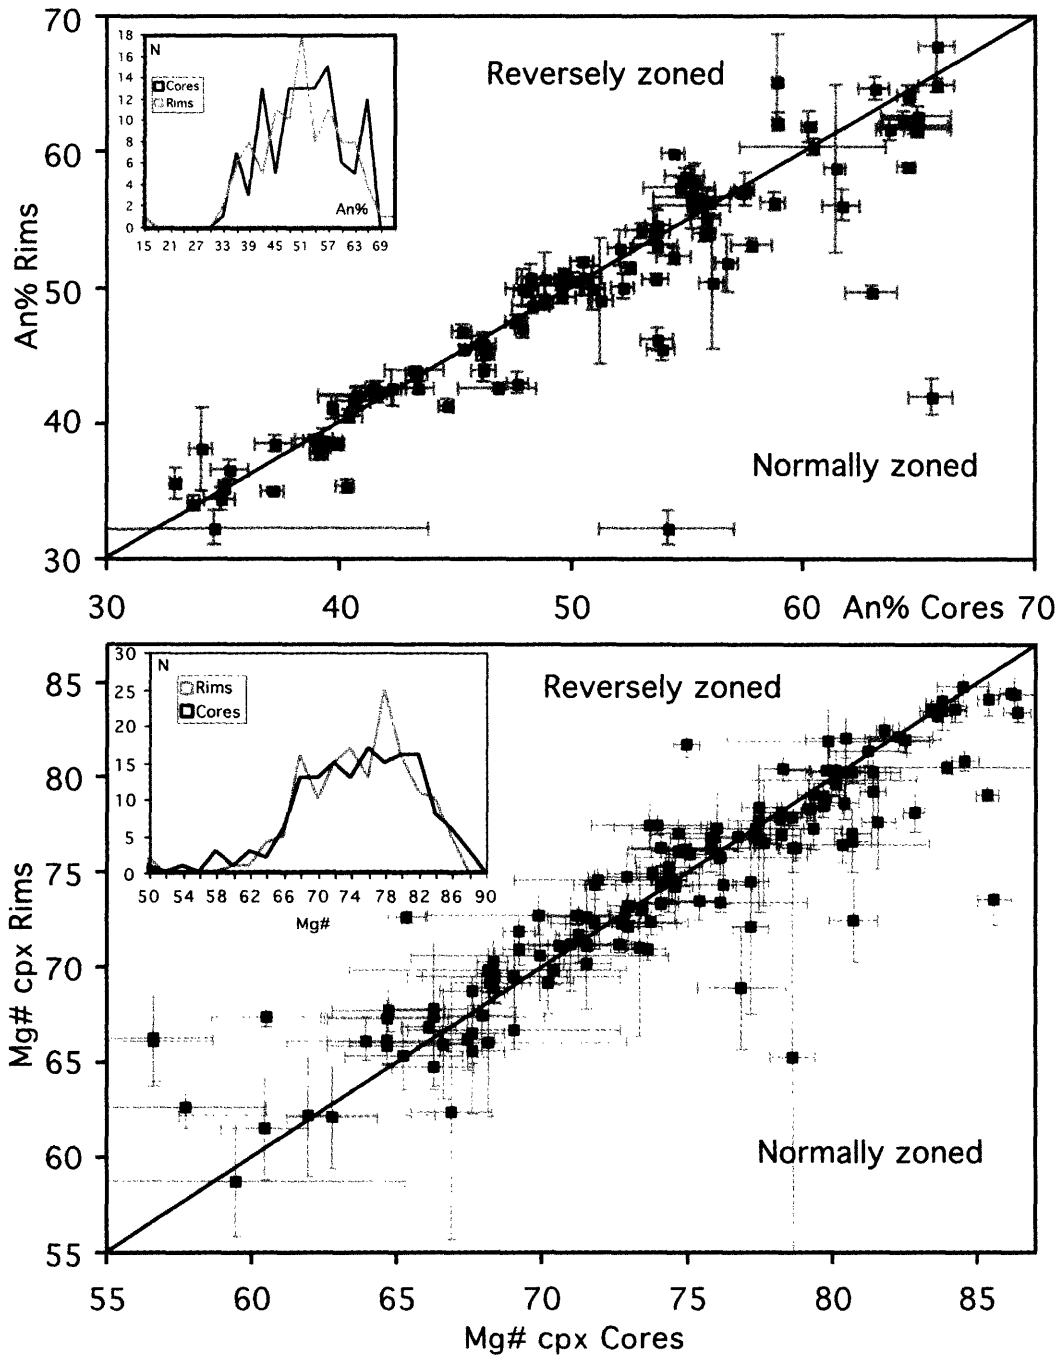 70
60
50
40
30
An% Rims
18
16
14
12
10
8
6
4
2
0
N
Cores
Rims
An%
15 21 27 33 39 45 51 57 63 69
Reversely zoned
Normally zoned
30 40 50 60 An% Cores 70
85
80
75
70
65
60
55
Mg# cpx Rims
30
25
20
15
10
5
0
N
Rims
Cores
50 54 58 62 66 70 74 78 82 86 90
Mg#
Reversely zoned
Normally zoned
55 60 65 70 75 80 85
Mg# cpx Cores